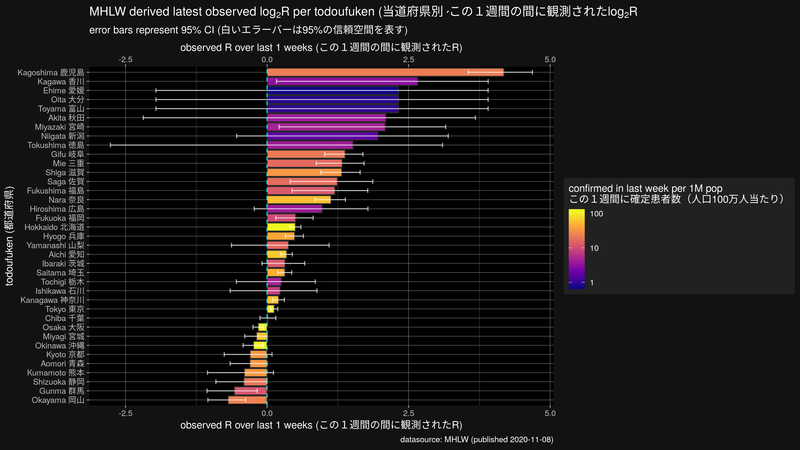 MHLW derived latest observed log₂R per todoufuken (当道府県別 -この１週間の間に観測されたlog₂R
error bars represent 95% CI (白いエラーバーは95%の信頼空間を表す)
observed R over last 1 weeks (この１週間の間に観測されたR)
-2.5 0.0 2.5 5.0
todoufuken (都道府県)
Kagoshima 鹿児島
Kagawa 香川
Ehime 愛媛
Oita 大分
Toyama 富山
Akita 秋田
Miyazaki 宮崎
Niigata 新潟
Tokushima 徳島
Gifu 岐阜
Mie 三重
Shiga 滋賀
Saga 佐賀
Fukushima 福島
Nara 奈良
Hiroshima 広島
Fukuoka 福岡
Hokkaido 北海道
Hyogo 兵庫
Yamanashi 山梨
Aichi 愛知
Ibaraki 茨城
Saitama 埼玉
Tochigi 栃木
Ishikawa 石川
Kanagawa 神奈川
Tokyo 東京
Chiba 千葉
Osaka 大阪
Miyagi 宮城
Okinawa 沖縄
Kyoto 京都
Aomori 青森
Kumamoto 熊本
Shizuoka 静岡
Gunma 群馬
Okayama 岡山
-2.5 0.0 2.5 5.0
observed R over last 1 weeks (この１週間の間に観測されたR)
datasource: MHLW (published 2020-11-08)
confirmed in last week per 1M pop
この１週間に確定患者数（人口100万人当たり）
100
10
1